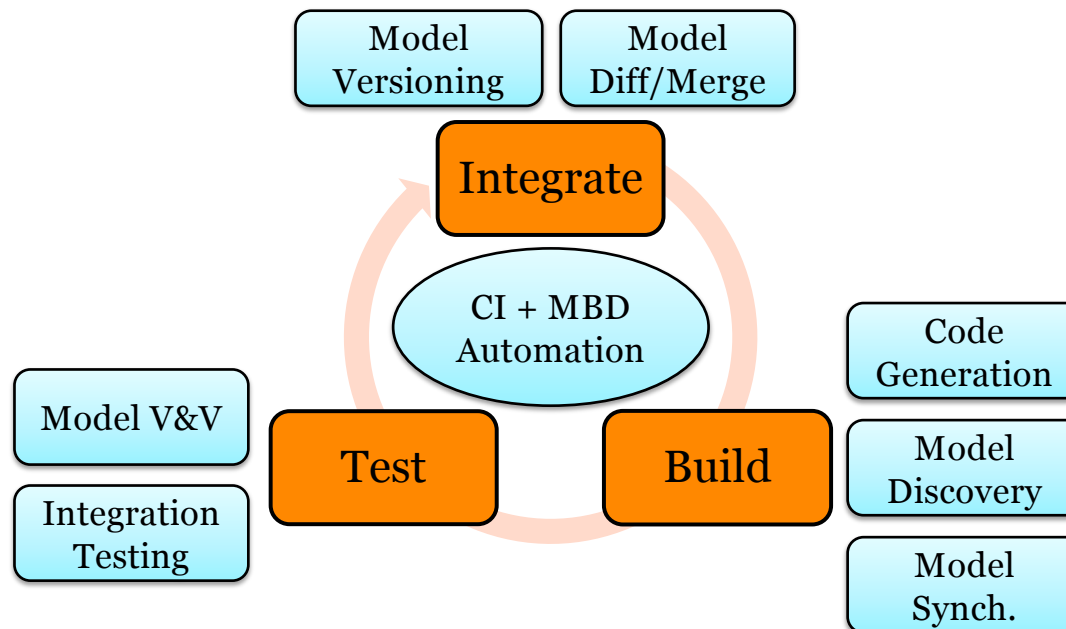 Model
Versioning
Model
Diff/Merge
Integrate
CI + MBD
Automation
Code
Generation
Model V&V
Test
Build
Model
Discovery
Integration
Testing
Model
Synch.